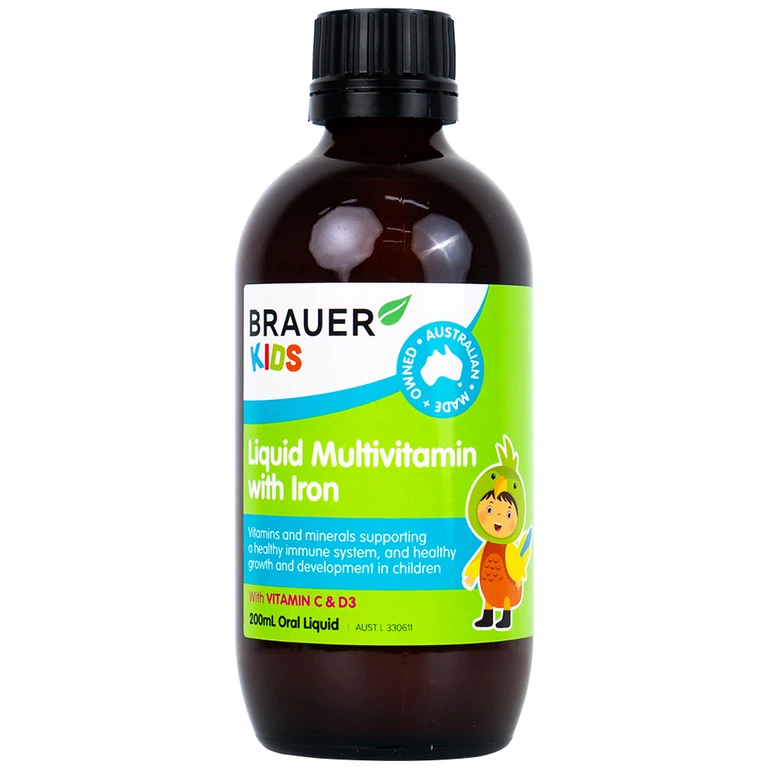 BRAUER
KIDS
AUSTRALIAN • MADE + OWNED •
Liquid Multivitamin
with Iron
Vitamins and minerals supporting
a healthy immune system, and healthy
growth and development in children
With VITAMIN C & D3
200mL Oral Liquid | AUST L 330611